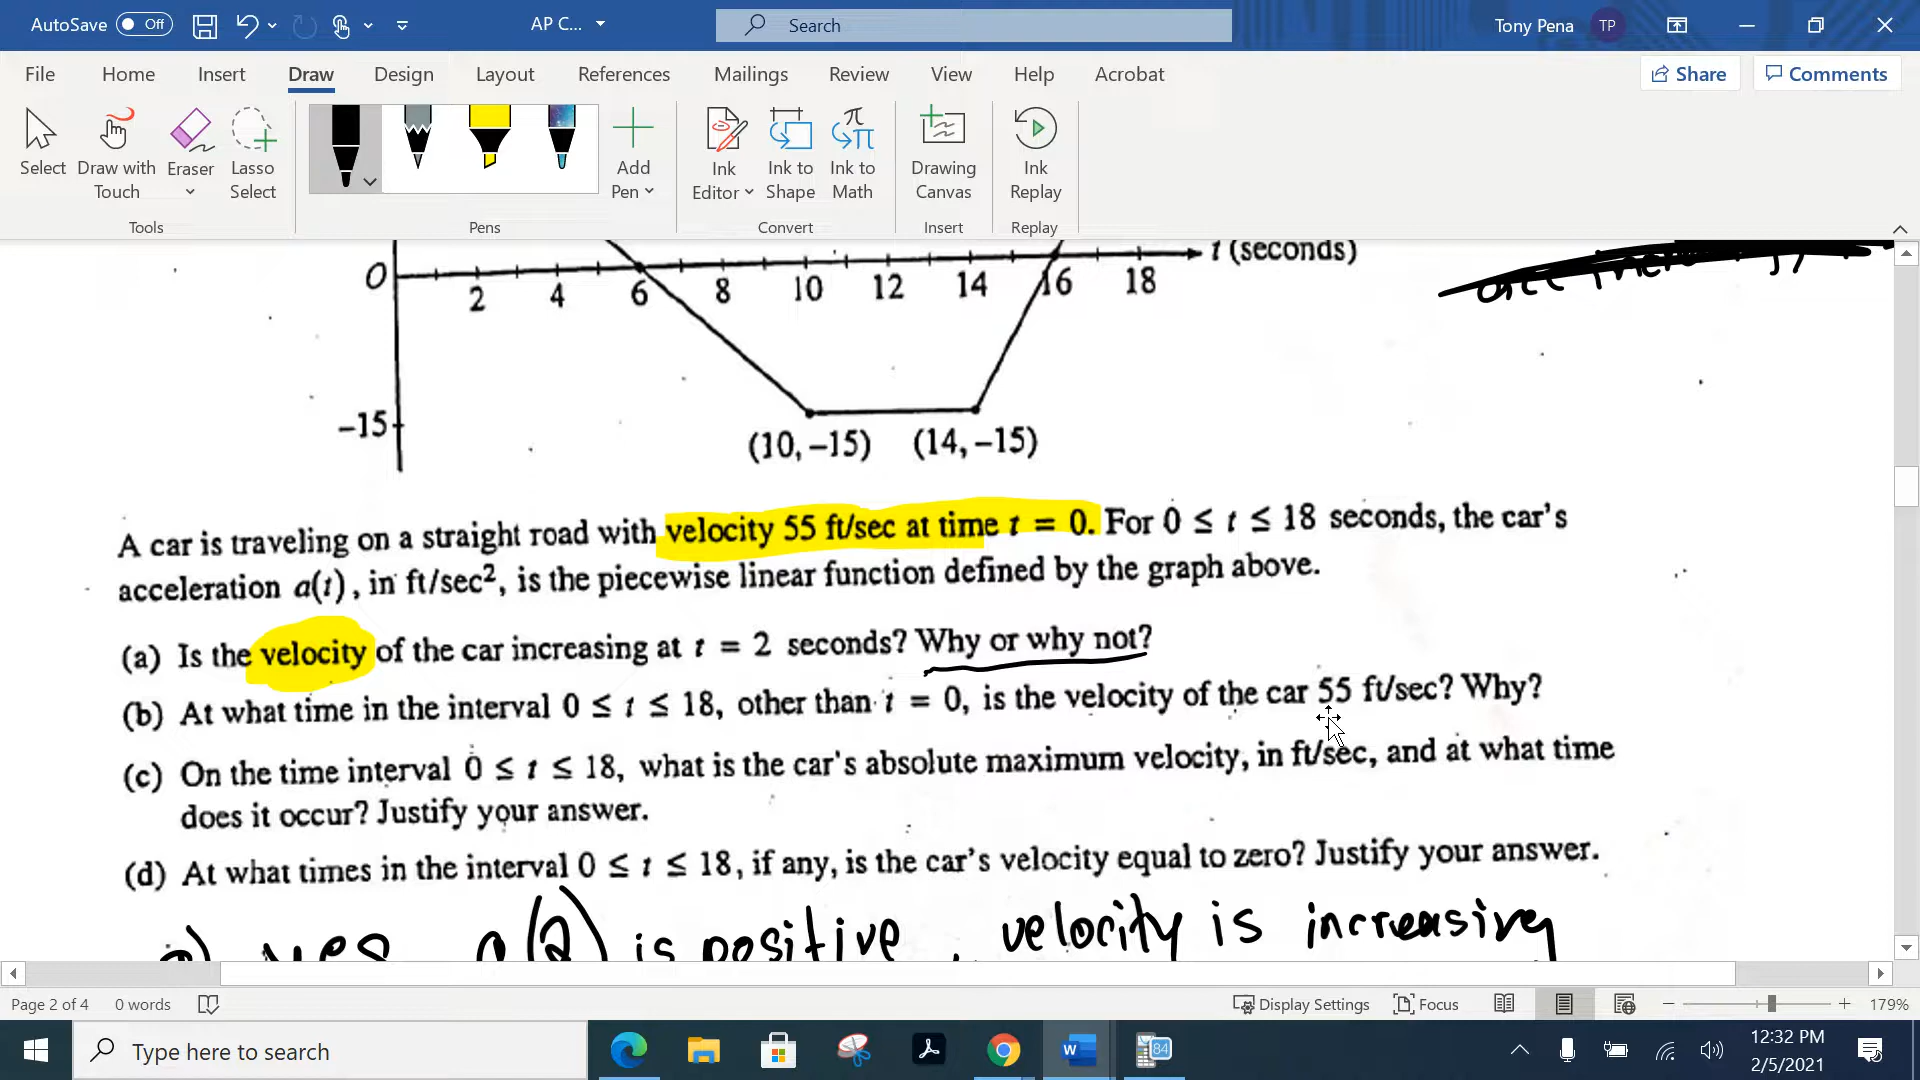 AutoSave Off AP C... Search Tony Pena TP
File Home Insert Draw Design Layout References Mailings Review View Help Acrobat Share Comments
Select Draw with Touch Eraser Lasso Select Add Pen Ink Editor Ink to Shape Ink to Math Drawing Canvas Ink Replay
Tools Pens Convert Insert Replay
t (seconds)
O 2 4 6 8 10 12 14 16 18
-15
(10, -15) (14, -15)
A car is traveling on a straight road with velocity 55 ft/sec at time t = 0. For 0 ≤ t ≤ 18 seconds, the car's
acceleration a(t), in ft/sec², is the piecewise linear function defined by the graph above.
(a) Is the velocity of the car increasing at t = 2 seconds? Why or why not?
(b) At what time in the interval 0 ≤ t ≤ 18, other than t = 0, is the velocity of the car 55 ft/sec? Why?
(c) On the time interval 0 ≤ t ≤ 18, what is the car's absolute maximum velocity, in ft/sec, and at what time
does it occur? Justify your answer.
(d) At what times in the interval 0 ≤ t ≤ 18, if any, is the car's velocity equal to zero? Justify your answer.
yes a(2) is positive velocity is increasing
Page 2 of 4 0 words Display Settings Focus 179%
Type here to search 84 12:32 PM
2/5/2021